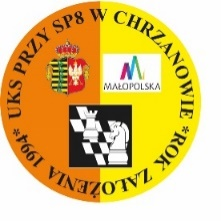 UKS PRZY SP8 W CHRZANOWIE * ROK ZAŁOŻENIA 1994 *
MAŁOPOLSKA